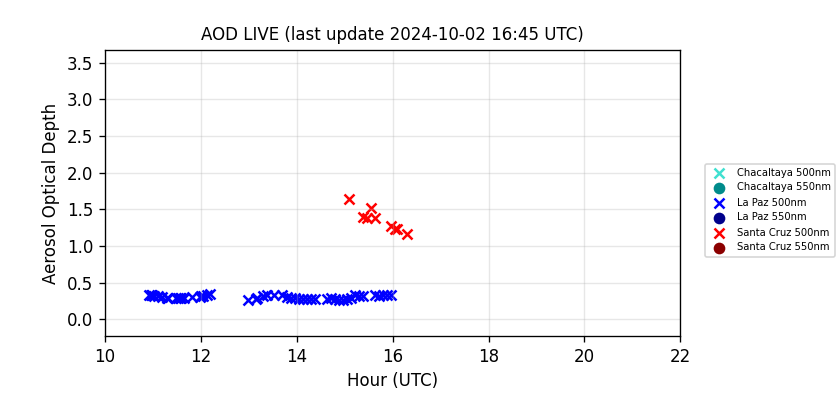 AOD LIVE (last update 2024-10-02 16:45 UTC)
Aerosol Optical Depth
3.5
3.0
2.5
2.0
1.5
1.0
0.5
0.0
10 12 14 16 18 20 22
Hour (UTC)
Chacaltaya 500nm
Chacaltaya 550nm
La Paz 500nm
La Paz 550nm
Santa Cruz 500nm
Santa Cruz 550nm